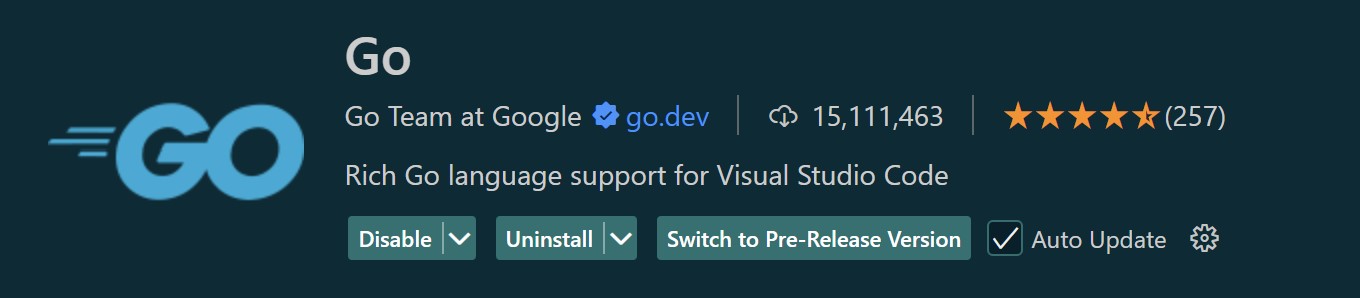 GO
Go
Go Team at Google go.dev 15,111,463 (257)
Rich Go language support for Visual Studio Code
Disable Uninstall Switch to Pre-Release Version Auto Update